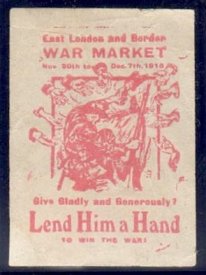 East London and Border
WAR MARKET
Nov 30th to Dec. 7th, 1918
Give Gladly and Generously?
Lend Him a Hand
TO WIN THE WAR!